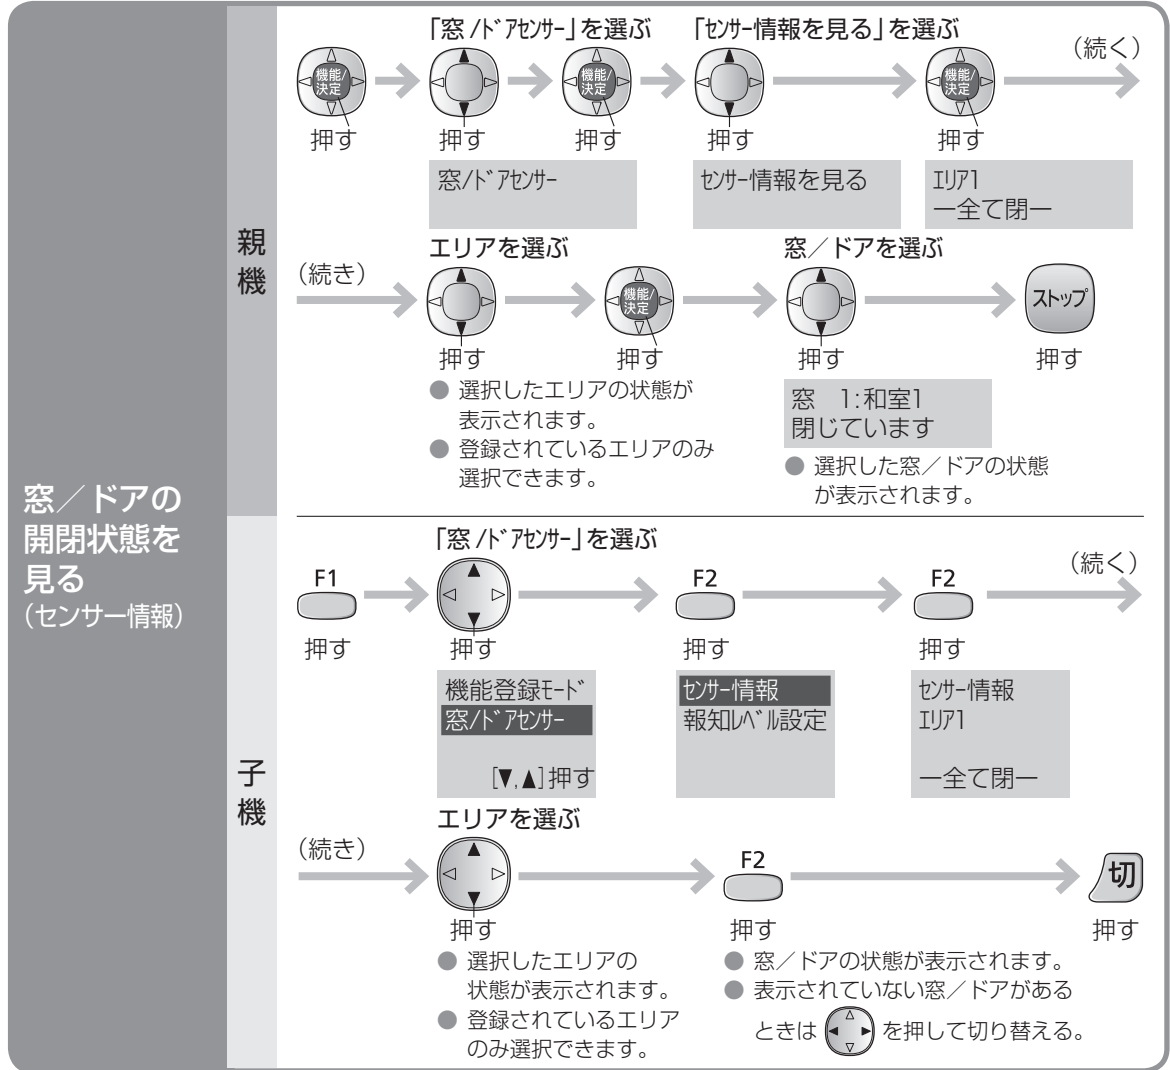 窓／ドアの
開閉状態を
見る
（センサー情報）
親機
「窓/ﾄﾞｱｾﾝｻｰ」を選ぶ 「ｾﾝｻｰ情報を見る」を選ぶ
（続く）
機能/決定 機能/決定 機能/決定
押す 押す 押す 押す 押す
窓/ﾄﾞｱｾﾝｻｰ ｾﾝｻｰ情報を見る ｴﾘｱ1
ー全て閉ー
エリアを選ぶ 窓／ドアを選ぶ
（続き） 機能/決定 ストップ
押す 押す 押す 押す
● 選択したエリアの状態が
表示されます。
● 登録されているエリアのみ
選択できます。
窓 1:和室1
閉じています
● 選択した窓／ドアの状態
が表示されます。
子機
「窓/ﾄﾞｱｾﾝｻｰ」を選ぶ
F1 F2 F2 （続く）
押す 押す 押す 押す
機能登録ﾓｰﾄﾞ
窓/ﾄﾞｱｾﾝｻｰ
[▼,▲]押す
ｾﾝｻｰ情報
報知ﾚﾍﾞﾙ設定
ｾﾝｻｰ情報
ｴﾘｱ1
ー全て閉ー
エリアを選ぶ
（続き） F2 切
押す 押す 押す
● 選択したエリアの
状態が表示されます。
● 登録されているエリア
のみ選択できます。
● 窓／ドアの状態が表示されます。
● 表示されていない窓／ドアがある
ときは を押して切り替える。